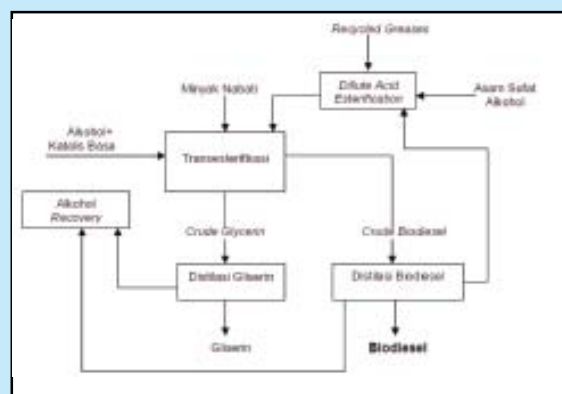 Recycled Greases
Dilute Acid
Esterification
Asam Sulfat
Alkohol
Minyak Nabati
Alkohol+
Katalis Basa
Transesterifikasi
Alkohol
Recovery
Crude Glycerin
Crude Biodiesel
Distilasi Gliserin
Distilasi Biodiesel
Gliserin
Biodiesel